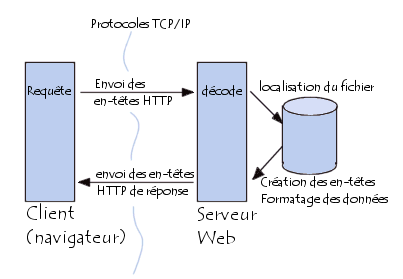 Protocoles TCP/IP
Requête
Envoi des
en-têtes HTTP
décode
localisation du fichier
envoi des en-têtes
HTTP de réponse
Création des en-têtes
Formatage des données
Client
(navigateur)
Serveur
Web